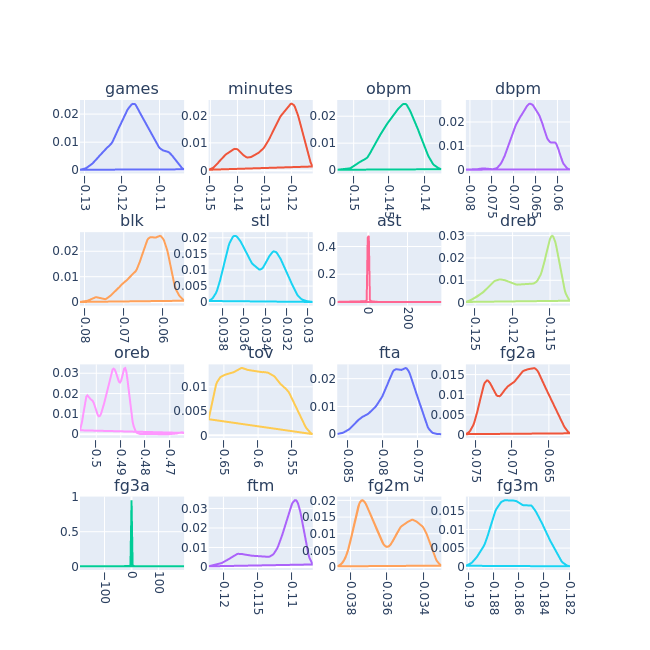 games minutes obpm dbpm
0.02 0.02 0.02 0.02
0.01 0.01 0.01 0.01
0 0 0 0
−0.13 −0.12 −0.11 −0.15 −0.14 −0.13 −0.12 −0.15 −0.145 −0.14 −0.08 −0.075 −0.07 −0.065 −0.06
blk stl ast dreb
0.02 0.02 0.4 0.03
0.015 0.02
0.01 0.01 0.2 0.01
0.005
0 0 0 0
−0.08 −0.07 −0.06 −0.038 −0.036 −0.034 −0.032 −0.03 0 200 −0.125 −0.12 −0.115
oreb tov fta fg2a
0.03 0.01 0.02 0.015
0.02 0.01
0.01 0.005 0.01 0.005
0 0 0 0
−0.5 −0.49 −0.48 −0.47 −0.65 −0.6 −0.55 −0.085 −0.08 −0.075 −0.075 −0.07 −0.065
fg3a ftm fg2m fg3m
1 0.03 0.02 0.015
0.5 0.02 0.015 0.01
0.01 0.01 0.005
0.005
0 0 0 0
−100 0 100 −0.12 −0.115 −0.11 −0.038 −0.036 −0.034 −0.19 −0.188 −0.186 −0.184 −0.182